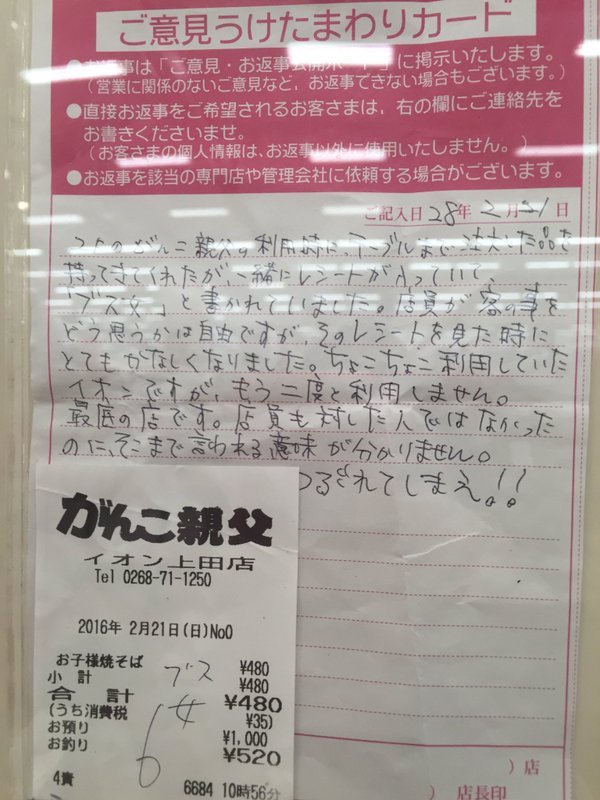 ご意見うけたまわりカード
●お返事は「ご意見・お返事公開ボード」に掲示いたします。
(営業に関係のないご意見など、お返事できない場合もございます。)
●直接お返事をご希望されるお客さまは、右の欄にご連絡先を
お書きくださいませ。
(お客さまの個人情報は、お返事以外に使用いたしません。)
●お返事を該当の専門店や管理会社に依頼する場合がございます。
ご記入日 28年 2月 21日
がんこ親父の利用時に、テーブルまで注文した品を
持ってきてくれたが、一緒にレシートが入っていて、
「ブス女」と書かれていました。店員が客の事を
どう思うかは自由ですが、そのレシートを見た時に
とてもかなしくなりました。ちょこちょこ利用していた
イオンですが、もう二度と利用しません。
最低の店です。店員も対した人ではなかった
のに、そこまで言われる意味が分かりません。
つぶれてしまえ!!
がんこ親父
イオン上田店
Tel 0268-71-1250
2016年 2月21日(日)No0
お子様焼そば ¥480
小 計 ¥480
合 計 ¥480
(うち消費税 ¥35)
お預り ¥1,000
お釣り ¥520
ブス
女
6
4責 6684 10時56分
)店
)店長印